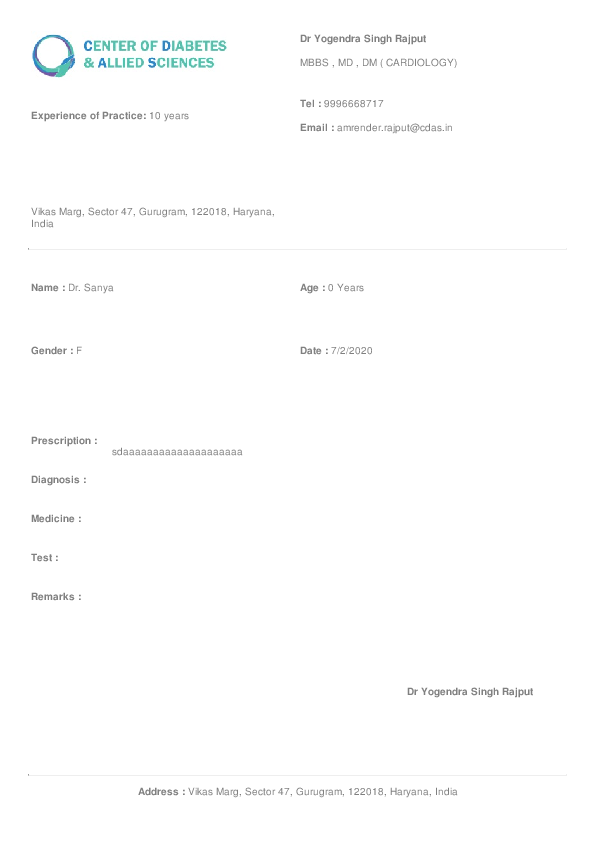 CENTER OF DIABETES
& ALLIED SCIENCES
Dr Yogendra Singh Rajput
MBBS , MD , DM ( CARDIOLOGY)
Tel : 9996668717
Experience of Practice: 10 years
Email : amrender.rajput@cdas.in
Vikas Marg, Sector 47, Gurugram, 122018, Haryana,
India
Name : Dr. Sanya
Age : 0 Years
Gender : F
Date : 7/2/2020
Prescription :
sdaaaaaaaaaaaaaaaaaaaa
Diagnosis :
Medicine :
Test :
Remarks :
Dr Yogendra Singh Rajput
Address : Vikas Marg, Sector 47, Gurugram, 122018, Haryana, India